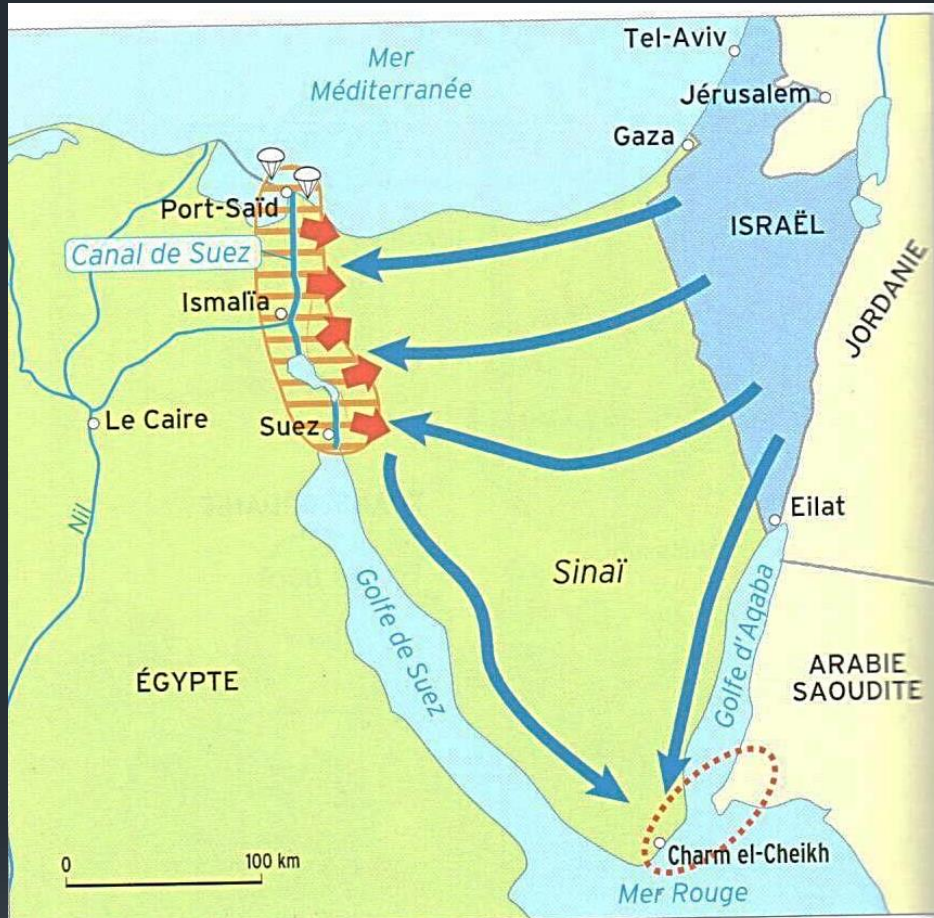 Tel-Aviv
Mer
Méditerranée
Jérusalem
Gaza
Port-Saïd
ISRAËL
Canal de Suez
JORDANIE
Ismalïa
Le Caire
Suez
Nil
Eilat
Sinaï
Golfe de Suez
Golfe d'Aqaba
ÉGYPTE
ARABIE
SAOUDITE
0 100 km
Charm el-Cheikh
Mer Rouge